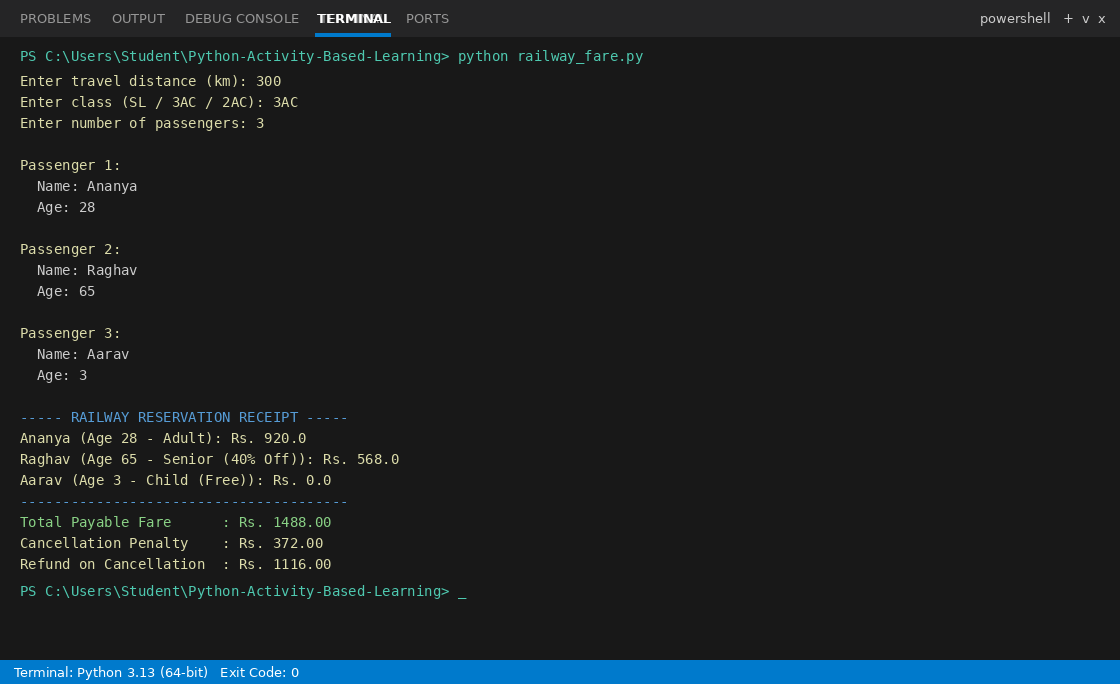 PROBLEMS OUTPUT DEBUG CONSOLE TERMINAL PORTS powershell + v x
PS C:\Users\Student\Python-Activity-Based-Learning> python railway_fare.py
Enter travel distance (km): 300
Enter class (SL / 3AC / 2AC): 3AC
Enter number of passengers: 3
Passenger 1:
Name: Ananya
Age: 28
Passenger 2:
Name: Raghav
Age: 65
Passenger 3:
Name: Aarav
Age: 3
----- RAILWAY RESERVATION RECEIPT -----
Ananya (Age 28 - Adult): Rs. 920.0
Raghav (Age 65 - Senior (40% Off)): Rs. 568.0
Aarav (Age 3 - Child (Free)): Rs. 0.0
---------------------------------------
Total Payable Fare      : Rs. 1488.00
Cancellation Penalty    : Rs. 372.00
Refund on Cancellation  : Rs. 1116.00
PS C:\Users\Student\Python-Activity-Based-Learning> _
Terminal: Python 3.13 (64-bit)   Exit Code: 0